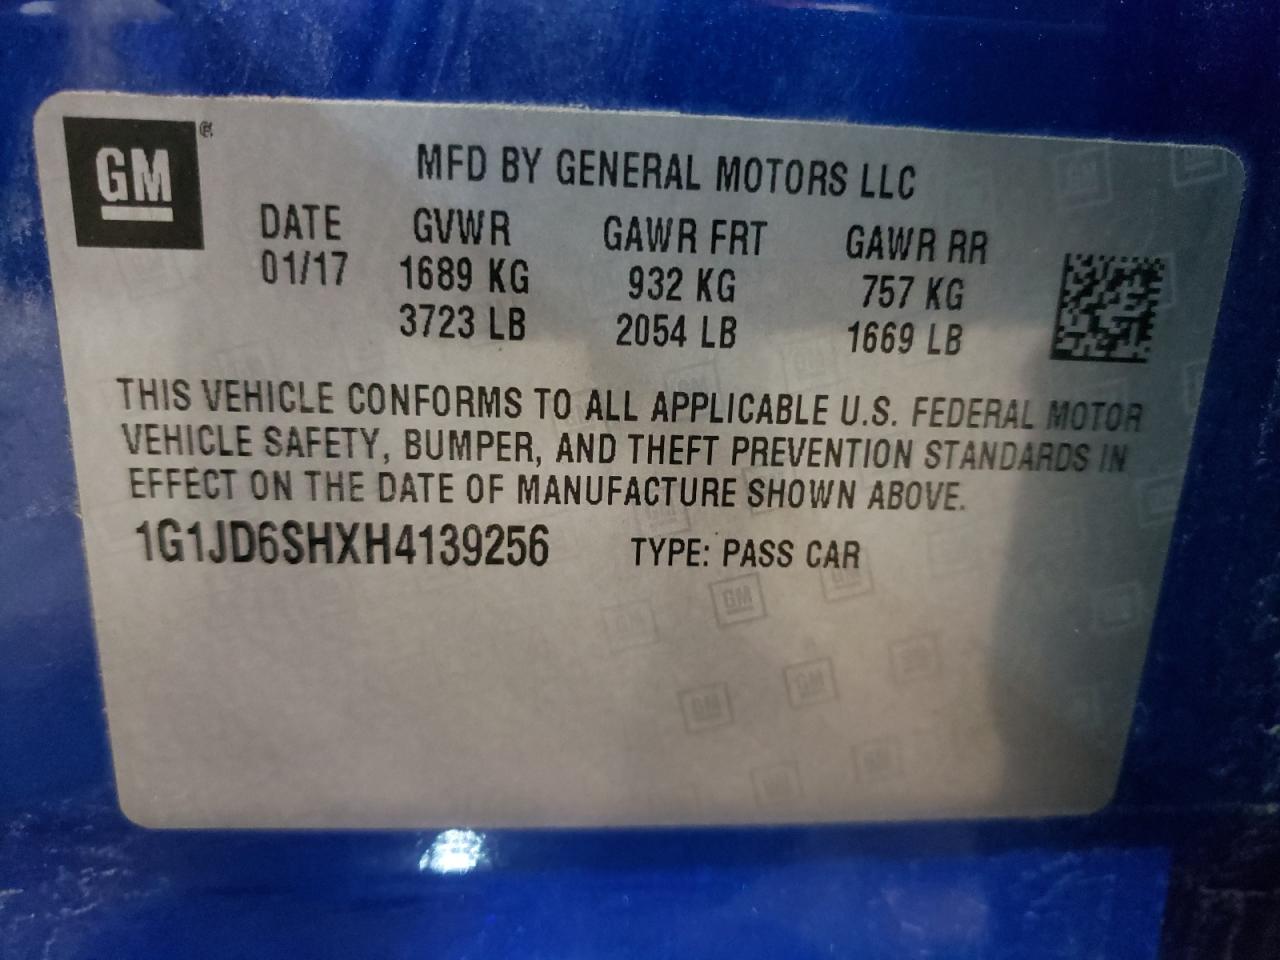 GM
MFD BY GENERAL MOTORS LLC
DATE GVWR GAWR FRT GAWR RR
01/17 1689 KG 932 KG 757 KG
3723 LB 2054 LB 1669 LB
THIS VEHICLE CONFORMS TO ALL APPLICABLE U.S. FEDERAL MOTOR
VEHICLE SAFETY, BUMPER, AND THEFT PREVENTION STANDARDS IN
EFFECT ON THE DATE OF MANUFACTURE SHOWN ABOVE.
1G1JD6SHXH4139256 TYPE: PASS CAR